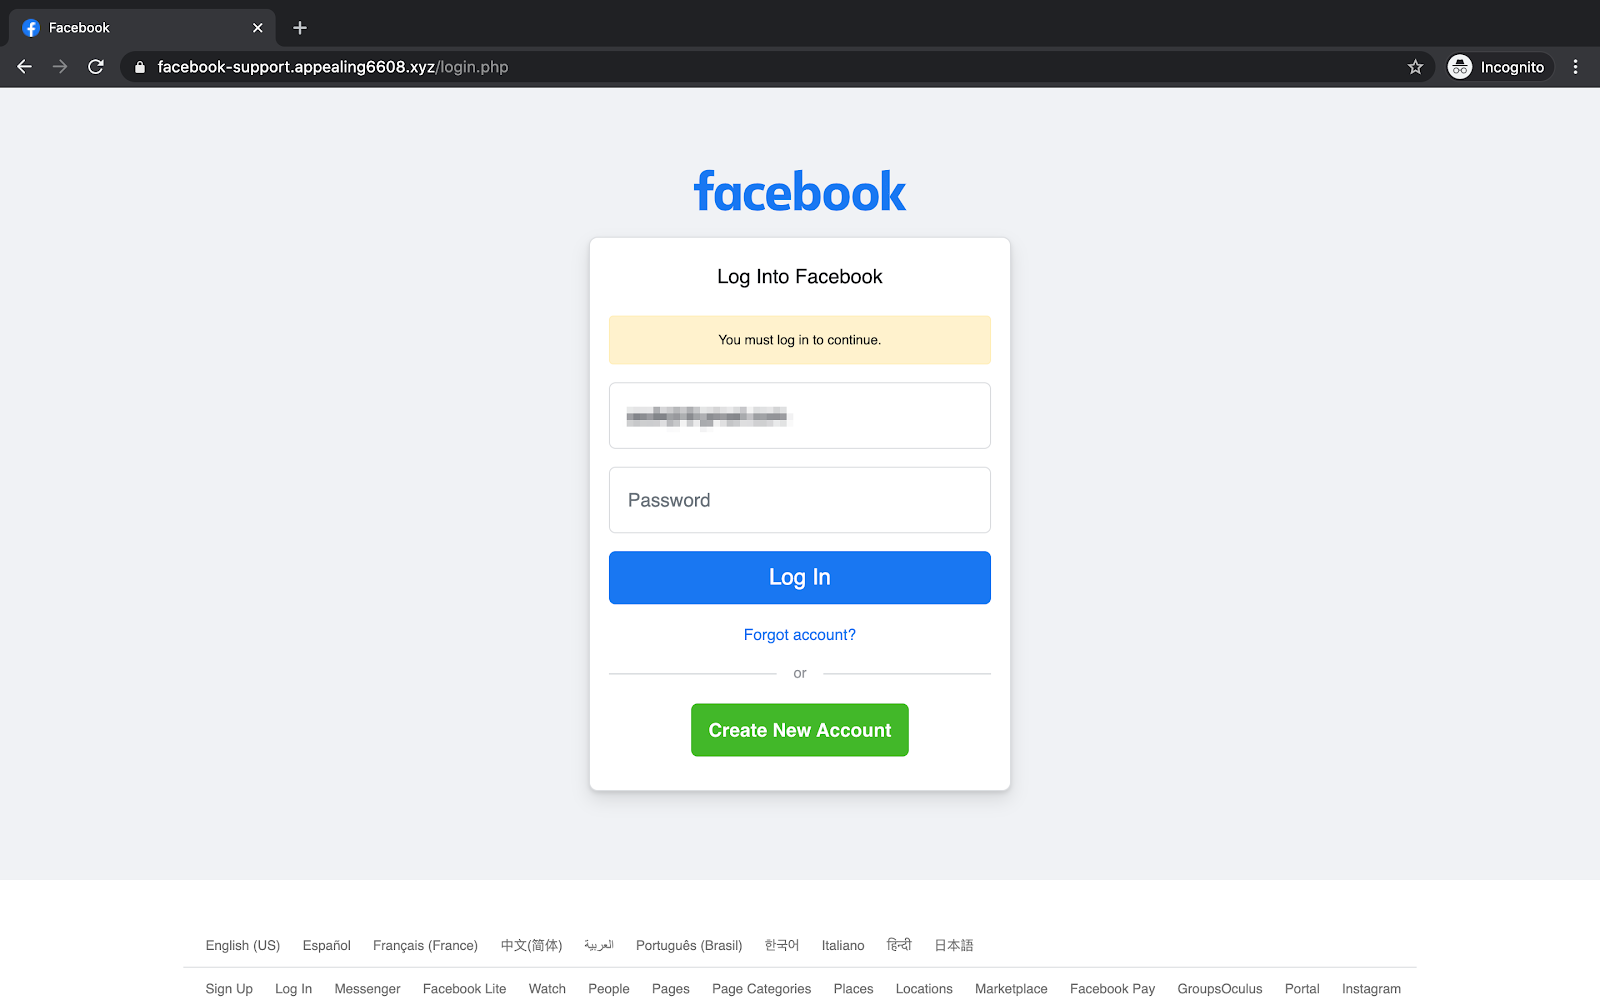 Facebook
facebook-support.appealing6608.xyz/login.php
Incognito
facebook
Log Into Facebook
You must log in to continue.
Password
Log In
Forgot account?
or
Create New Account
English (US) Español Français (France) 中文(简体) العربية Português (Brasil) 한국어 Italiano हिन्दी 日本語
Sign Up Log In Messenger Facebook Lite Watch People Pages Page Categories Places Locations Marketplace Facebook Pay GroupsOculus Portal Instagram